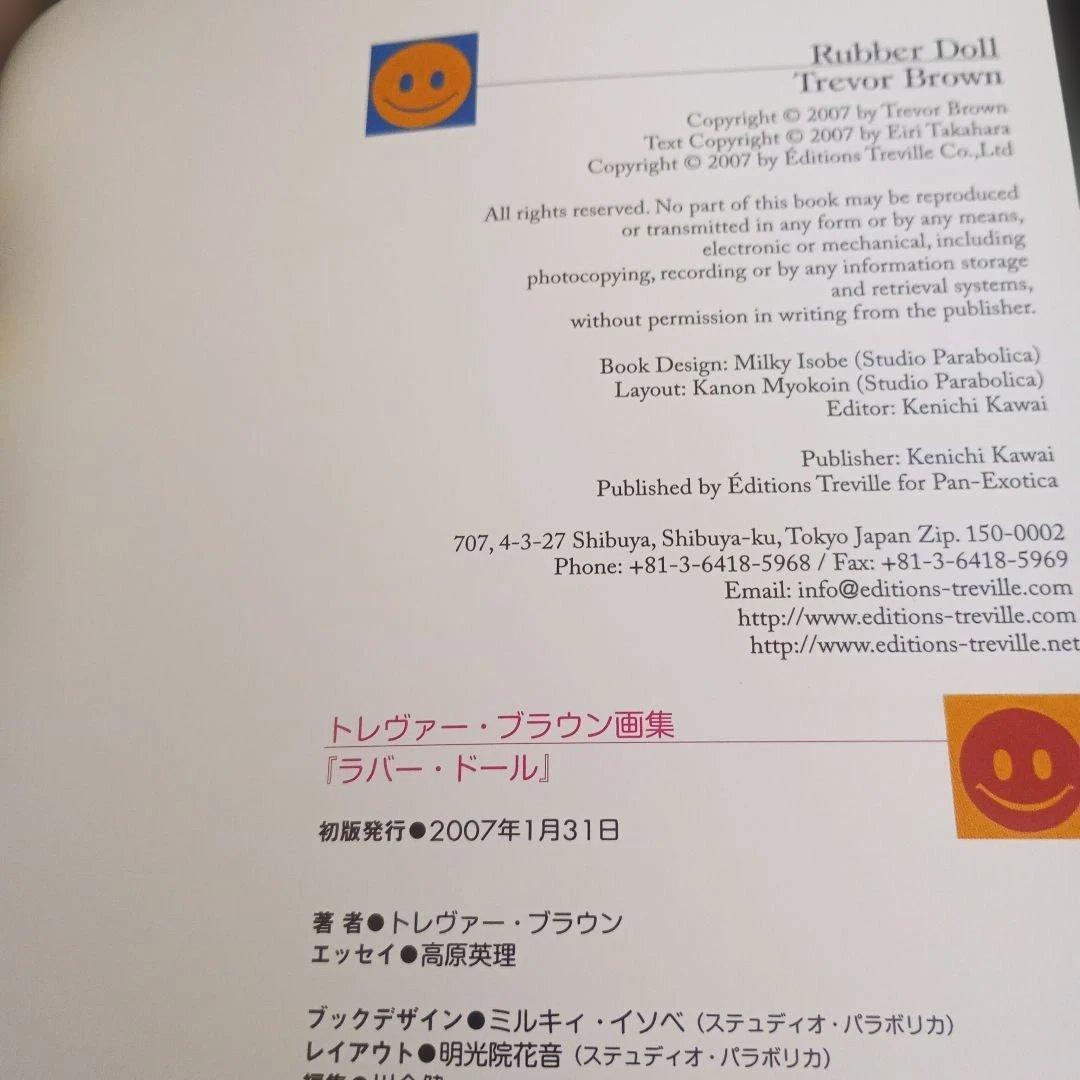 Rubber Doll
Trevor Brown
Copyright © 2007 by Trevor Brown
Text Copyright © 2007 by Eiri Takahara
Copyright © 2007 by Éditions Treville Co.,Ltd
All rights reserved. No part of this book may be reproduced
or transmitted in any form or by any means,
electronic or mechanical, including
photocopying, recording or by any information storage
and retrieval systems,
without permission in writing from the publisher.
Book Design: Milky Isobe (Studio Parabolica)
Layout: Kanon Myokoin (Studio Parabolica)
Editor: Kenichi Kawai
Publisher: Kenichi Kawai
Published by Éditions Treville for Pan-Exotica
707, 4-3-27 Shibuya, Shibuya-ku, Tokyo Japan Zip. 150-0002
Phone: +81-3-6418-5968 / Fax: +81-3-6418-5969
Email: info@editions-treville.com
http://www.editions-treville.com
http://www.editions-treville.net
トレヴァー・ブラウン画集
『ラバー・ドール』
初版発行●2007年1月31日
著 者●トレヴァー・ブラウン
エッセイ●高原英理
ブックデザイン●ミルキィ・イソベ（ステュディオ・パラボリカ）
レイアウト●明光院花音（ステュディオ・パラボリカ）